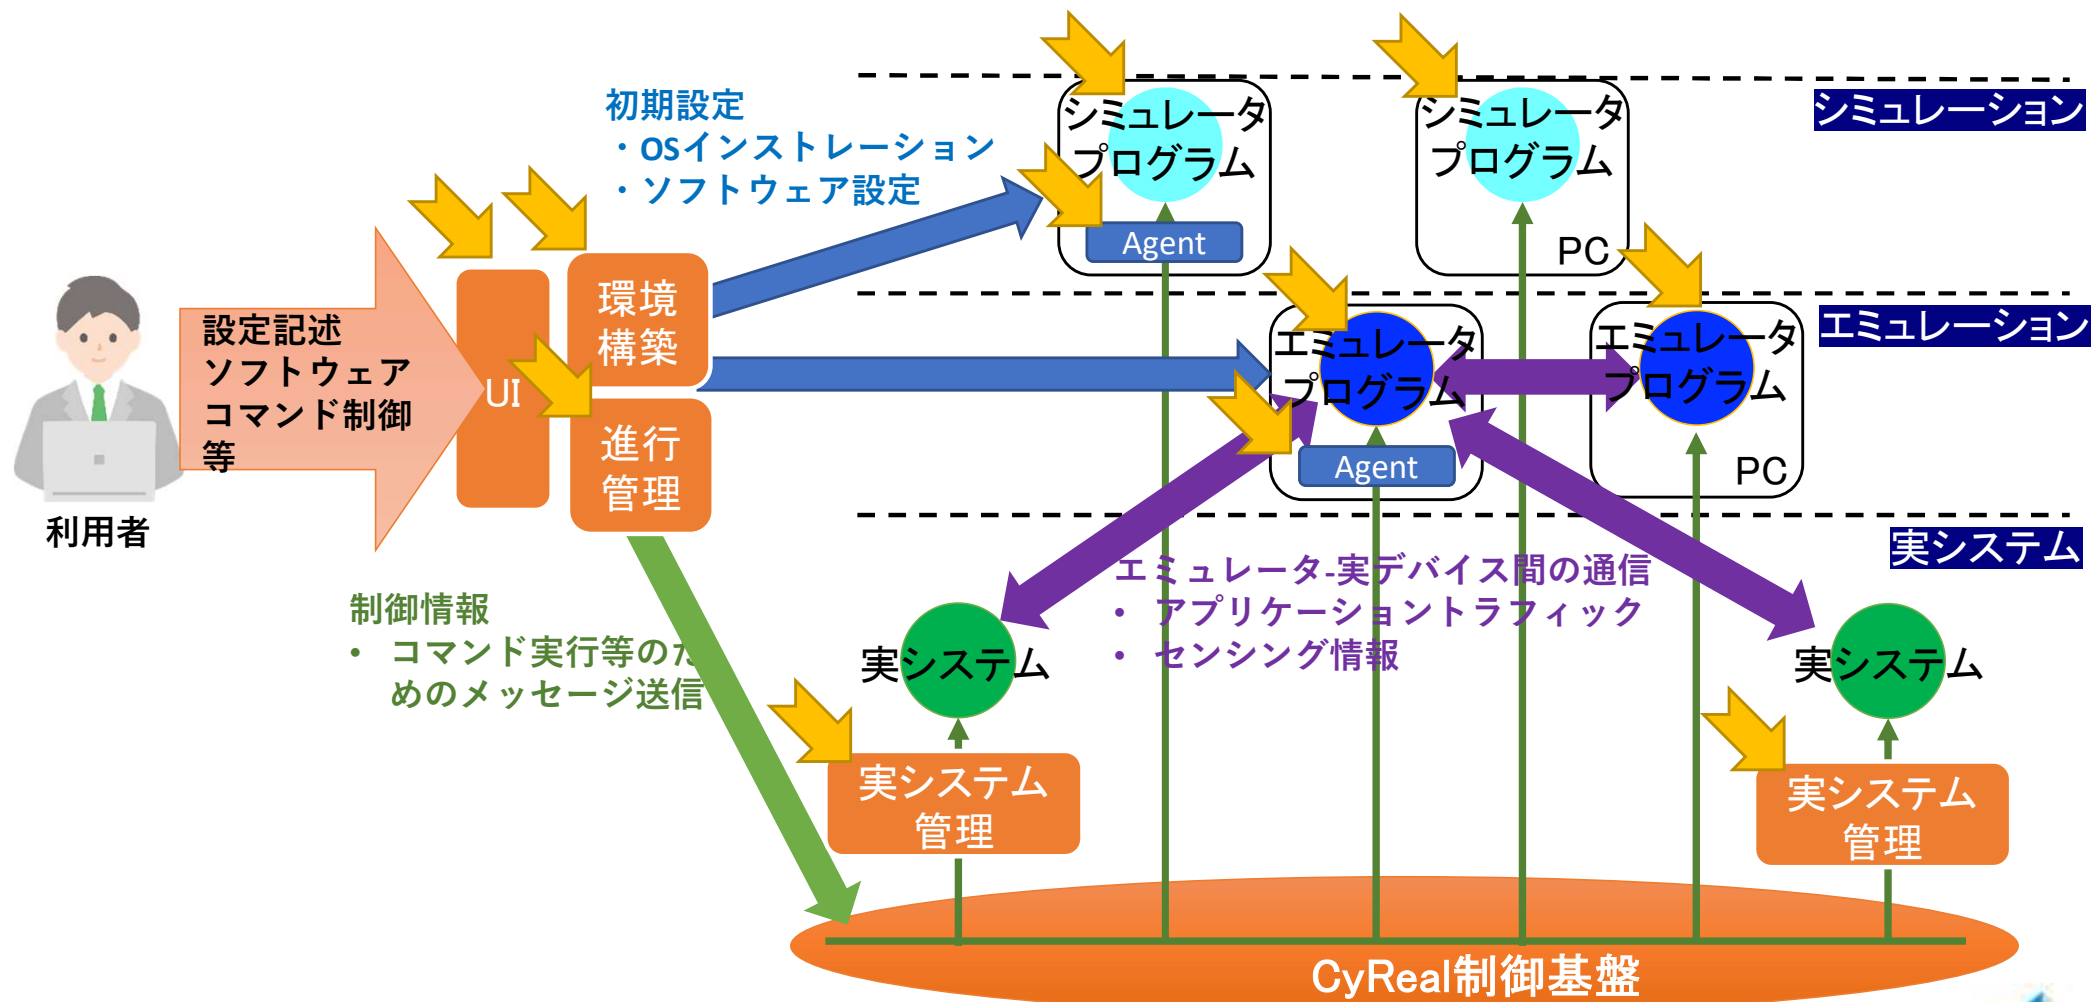 初期設定
・OSインストレーション
・ソフトウェア設定
シミュレータ
プログラム
Agent
シミュレータ
プログラム
PC
シミュレーション
利用者
設定記述
ソフトウェア
コマンド制御
等
UI
環境
構築
進行
管理
エミュレータ
プログラム
Agent
エミュレータ
プログラム
PC
エミュレーション
実システム
制御情報
• コマンド実行等のた
めのメッセージ送信
エミュレータ-実デバイス間の通信
• アプリケーショントラフィック
• センシング情報
実システム
実システム
管理
実システム
実システム
管理
CyReal制御基盤